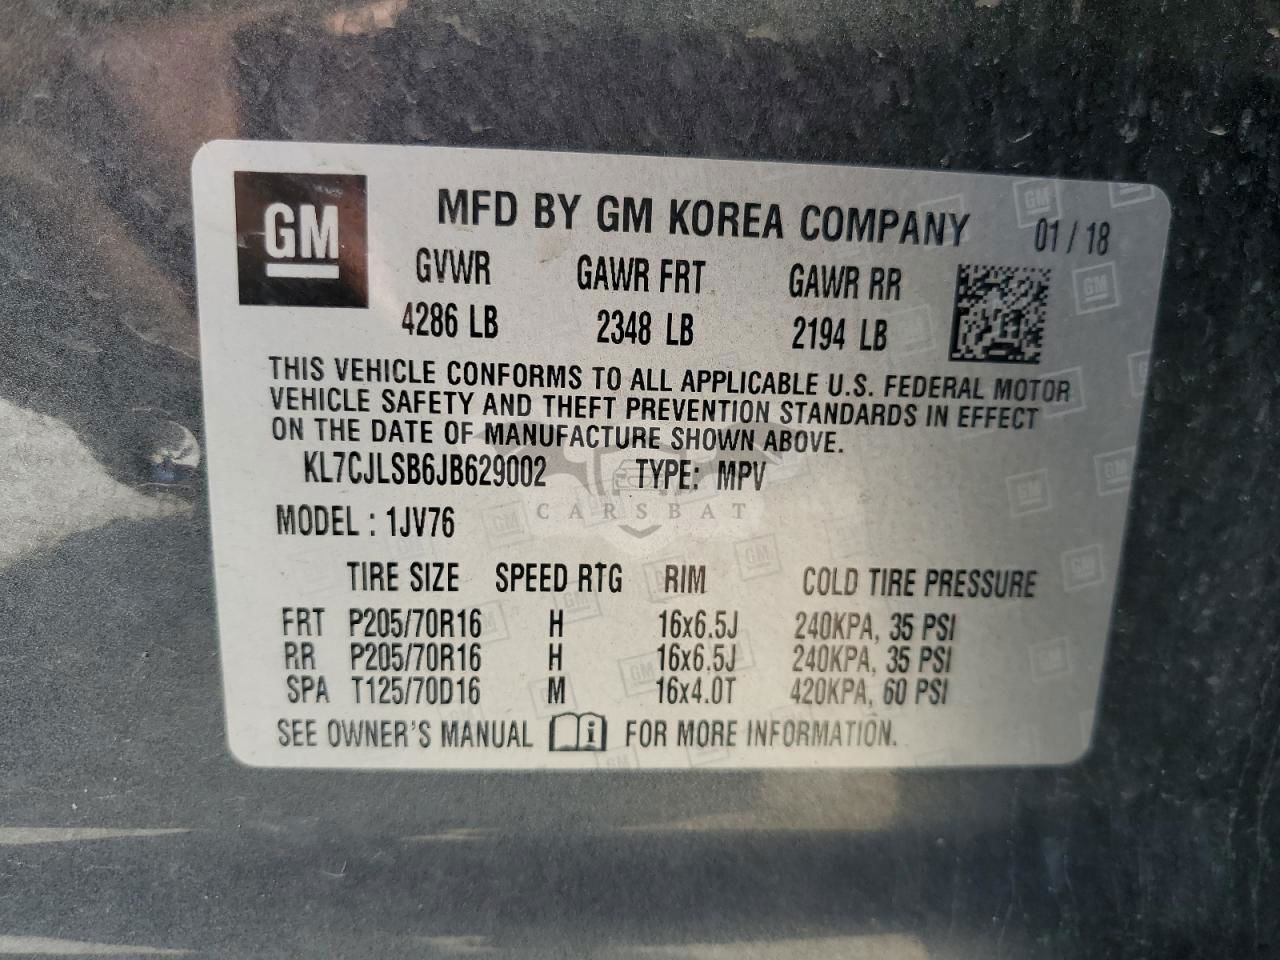 GM
MFD BY GM KOREA COMPANY 01 / 18
GVWR GAWR FRT GAWR RR
4286 LB 2348 LB 2194 LB
THIS VEHICLE CONFORMS TO ALL APPLICABLE U.S. FEDERAL MOTOR
VEHICLE SAFETY AND THEFT PREVENTION STANDARDS IN EFFECT
ON THE DATE OF MANUFACTURE SHOWN ABOVE.
KL7CJLSB6JB629002 TYPE: MPV
CARSBAT
MODEL : 1JV76
TIRE SIZE SPEED RTG RIM COLD TIRE PRESSURE
FRT P205/70R16 H 16x6.5J 240KPA, 35 PSI
RR P205/70R16 H 16x6.5J 240KPA, 35 PSI
SPA T125/70D16 M 16x4.0T 420KPA, 60 PSI
SEE OWNER'S MANUAL i FOR MORE INFORMATION.